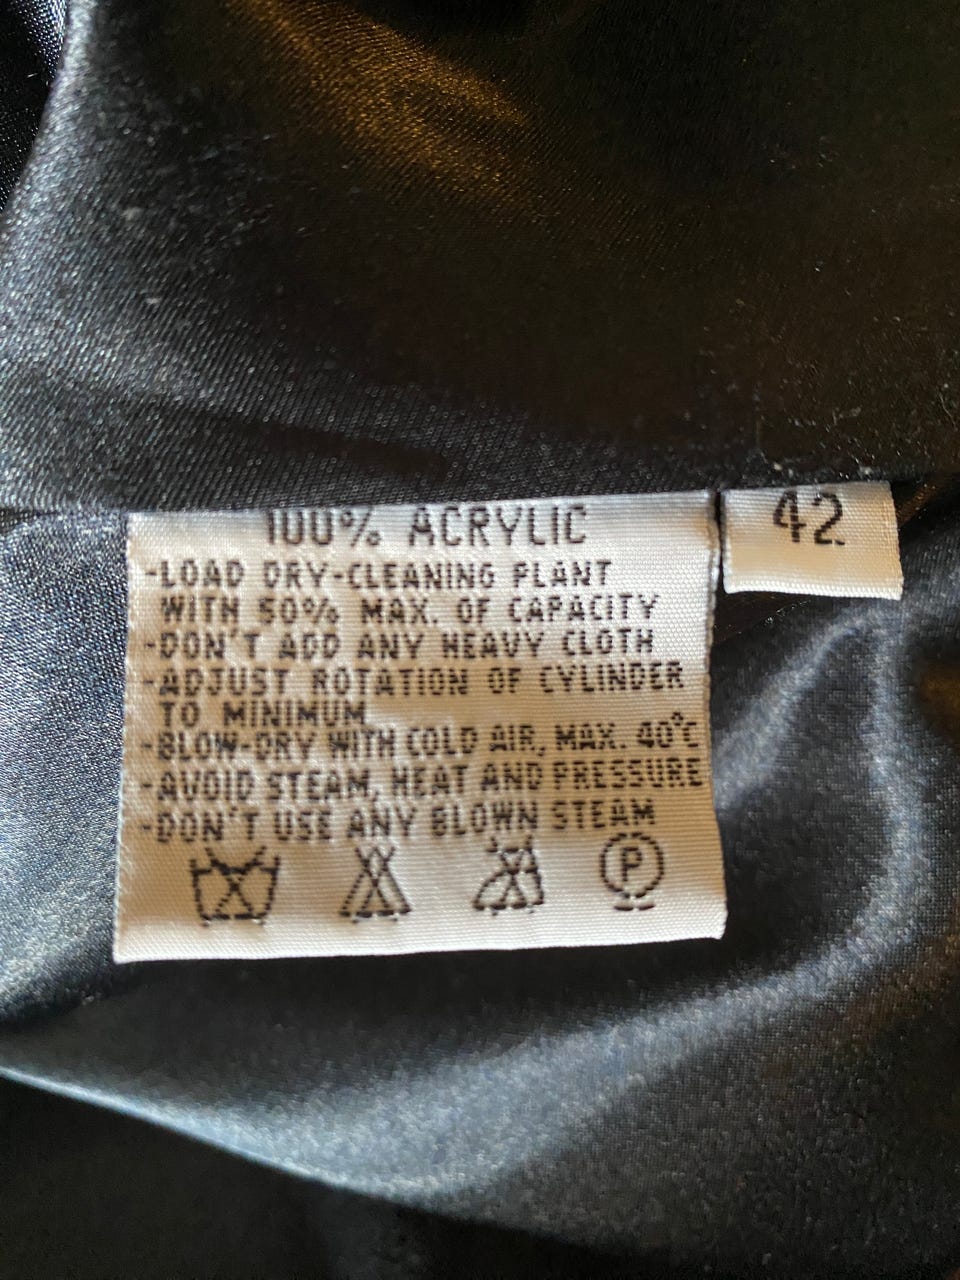 100% ACRYLIC
42
-LOAD DRY-CLEANING PLANT
WITH 50% MAX. OF CAPACITY
-DON'T ADD ANY HEAVY CLOTH
-ADJUST ROTATION OF CYLINDER
TO MINIMUM
-BLOW-DRY WITH COLD AIR, MAX. 40°C
-AVOID STEAM, HEAT AND PRESSURE
-DON'T USE ANY BLOWN STEAM
P